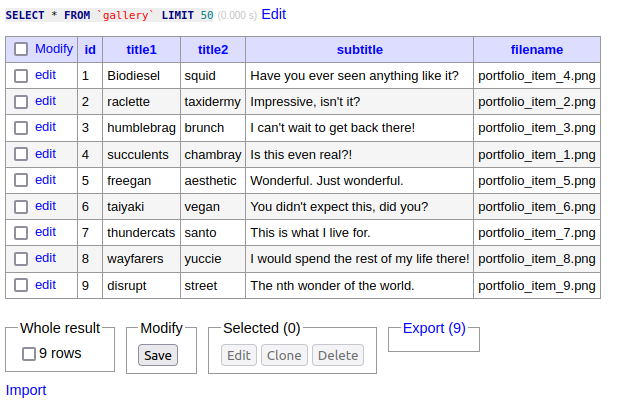 SELECT * FROM `gallery` LIMIT 50 (0.000 s) Edit
Modify id title1 title2 subtitle filename
edit 1 Biodiesel squid Have you ever seen anything like it? portfolio_item_4.png
edit 2 raclette taxidermy Impressive, isn't it? portfolio_item_2.png
edit 3 humblebrag brunch I can't wait to get back there! portfolio_item_3.png
edit 4 succulents chambray Is this even real?! portfolio_item_1.png
edit 5 freegan aesthetic Wonderful. Just wonderful. portfolio_item_5.png
edit 6 taiyaki vegan You didn't expect this, did you? portfolio_item_6.png
edit 7 thundercats santo This is what I live for. portfolio_item_7.png
edit 8 wayfarers yuccie I would spend the rest of my life there! portfolio_item_8.png
edit 9 disrupt street The nth wonder of the world. portfolio_item_9.png
Whole result Modify Selected (0) Export (9)
9 rows Save Edit Clone Delete
Import